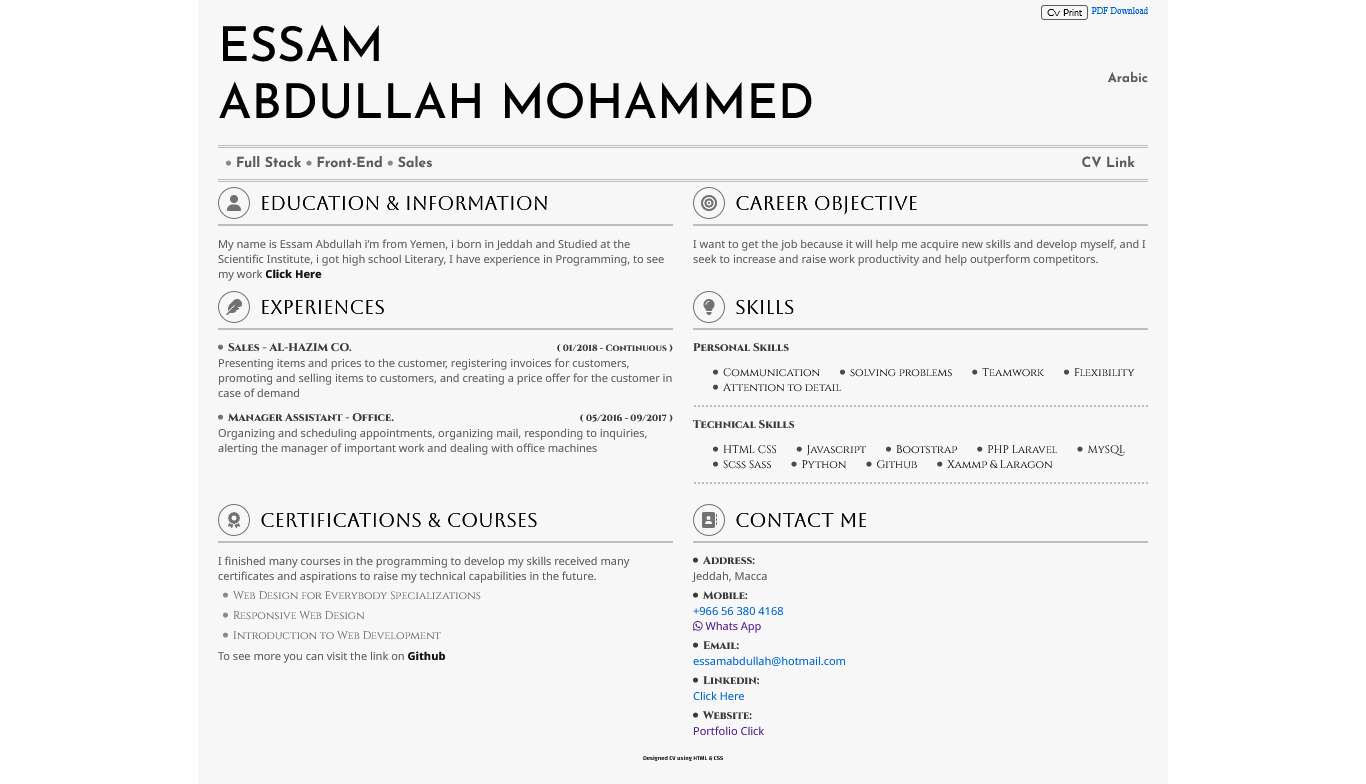 Cv Print PDF Download
ESSAM
ABDULLAH MOHAMMED
Arabic
Full Stack Front-End Sales
CV Link
EDUCATION & INFORMATION
My name is Essam Abdullah i'm from Yemen, i born in Jeddah and Studied at the
Scientific Institute, i got high school Literary, I have experience in Programming, to see
my work Click Here
CAREER OBJECTIVE
I want to get the job because it will help me acquire new skills and develop myself, and I
seek to increase and raise work productivity and help outperform competitors.
EXPERIENCES
Sales - AL-HAZIM CO. ( 01/2018 - Continuous )
Presenting items and prices to the customer, registering invoices for customers,
promoting and selling items to customers, and creating a price offer for the customer in
case of demand
Manager Assistant - Office. ( 05/2016 - 09/2017 )
Organizing and scheduling appointments, organizing mail, responding to inquiries,
alerting the manager of important work and dealing with office machines
SKILLS
Personal Skills
Communication solving problems Teamwork Flexibility
Attention to detail
Technical Skills
HTML CSS Javascript Bootstrap PHP Laravel MySQL
Scss Sass Python Github Xammp & Laragon
CERTIFICATIONS & COURSES
I finished many courses in the programming to develop my skills received many
certificates and aspirations to raise my technical capabilities in the future.
Web Design for Everybody Specializations
Responsive Web Design
Introduction to Web Development
To see more you can visit the link on Github
CONTACT ME
Address:
Jeddah, Macca
Mobile:
+966 56 380 4168
Whats App
Email:
essamabdullah@hotmail.com
Linkedin:
Click Here
Website:
Portfolio Click
Designed CV using HTML & CSS